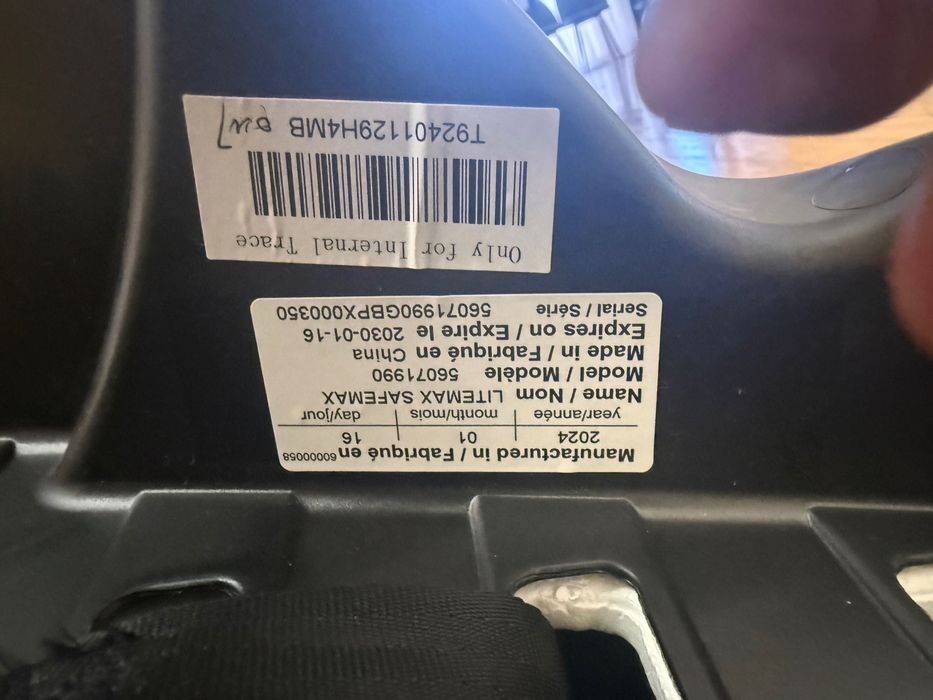 Manufactured in / Fabriqué en 60000058
2024 01 16
year/année month/mois day/jour
Name / Nom LITEMAX SAFEMAX
Model / Modèle 56071990
Made in / Fabriqué en China
Expires on / Expire le 2030-01-16
Serial / Série 56071990GBPX000350
Only for Internal Trace
T92401129H4MB